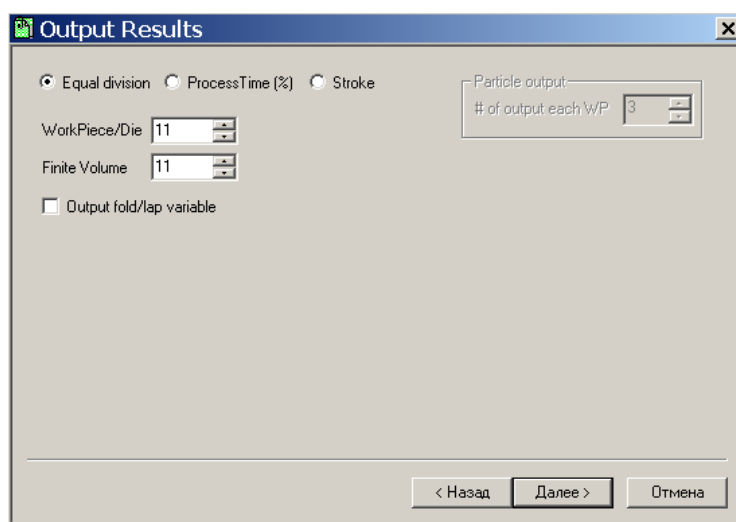 Output Results
Equal division ProcessTime (%) Stroke
Particle output
# of output each WP 3
WorkPiece/Die 11
Finite Volume 11
Output fold/lap variable
< Назад Далее > Отмена